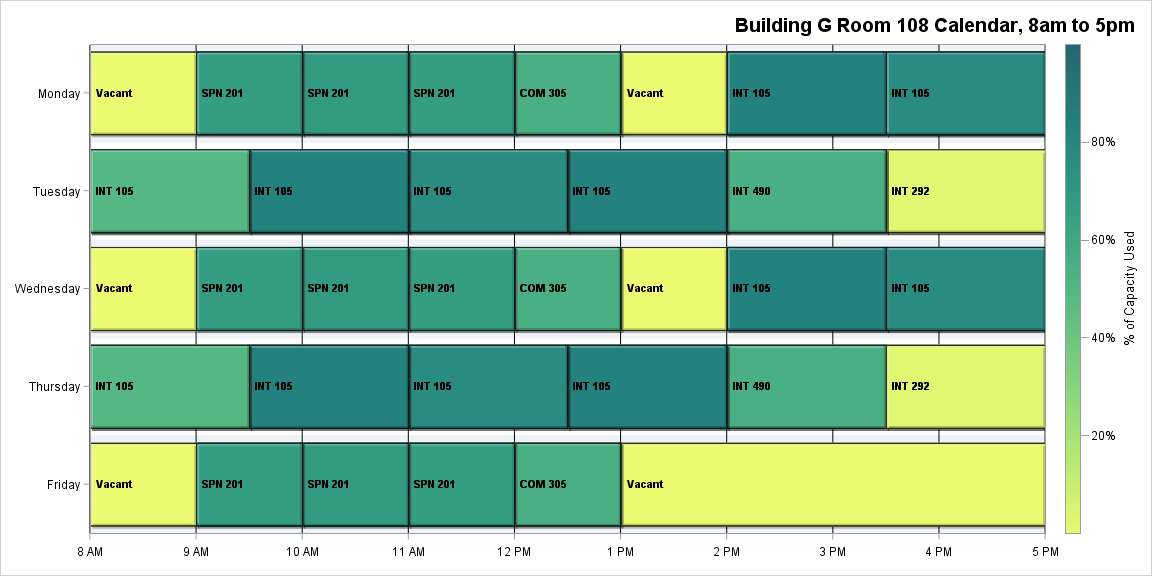 Building G Room 108 Calendar, 8am to 5pm
Monday
Vacant
SPN 201
SPN 201
SPN 201
COM 305
Vacant
INT 105
INT 105
Tuesday
INT 105
INT 105
INT 105
INT 105
INT 490
INT 292
Wednesday
Vacant
SPN 201
SPN 201
SPN 201
COM 305
Vacant
INT 105
INT 105
Thursday
INT 105
INT 105
INT 105
INT 105
INT 490
INT 292
Friday
Vacant
SPN 201
SPN 201
SPN 201
COM 305
Vacant
8 AM
9 AM
10 AM
11 AM
12 PM
1 PM
2 PM
3 PM
4 PM
5 PM
80%
60%
40%
20%
% of Capacity Used